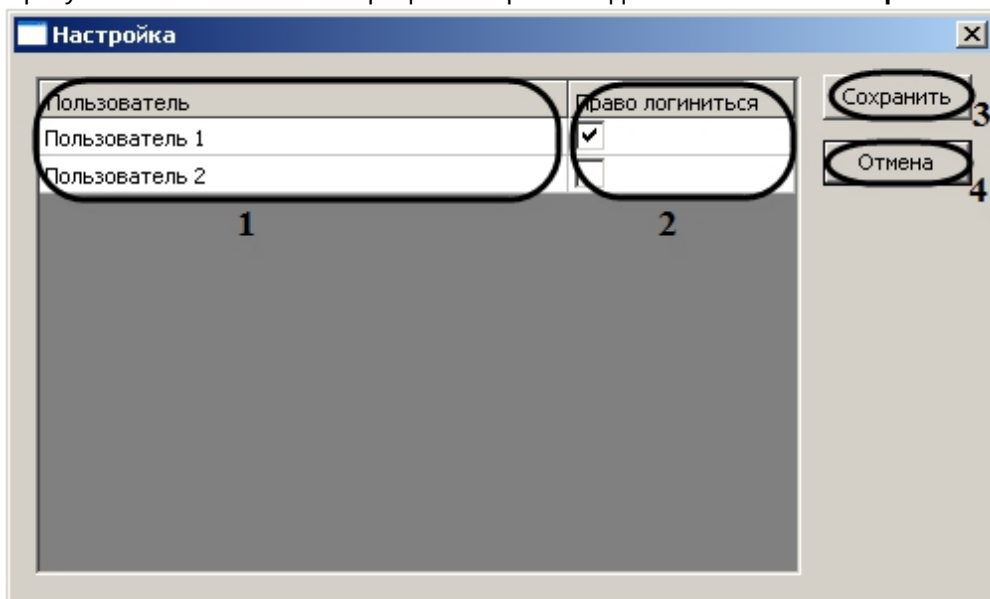 Настройка
Пользователь Право логиниться Сохранить 3
Пользователь 1
Пользователь 2 Отмена 4
1 2